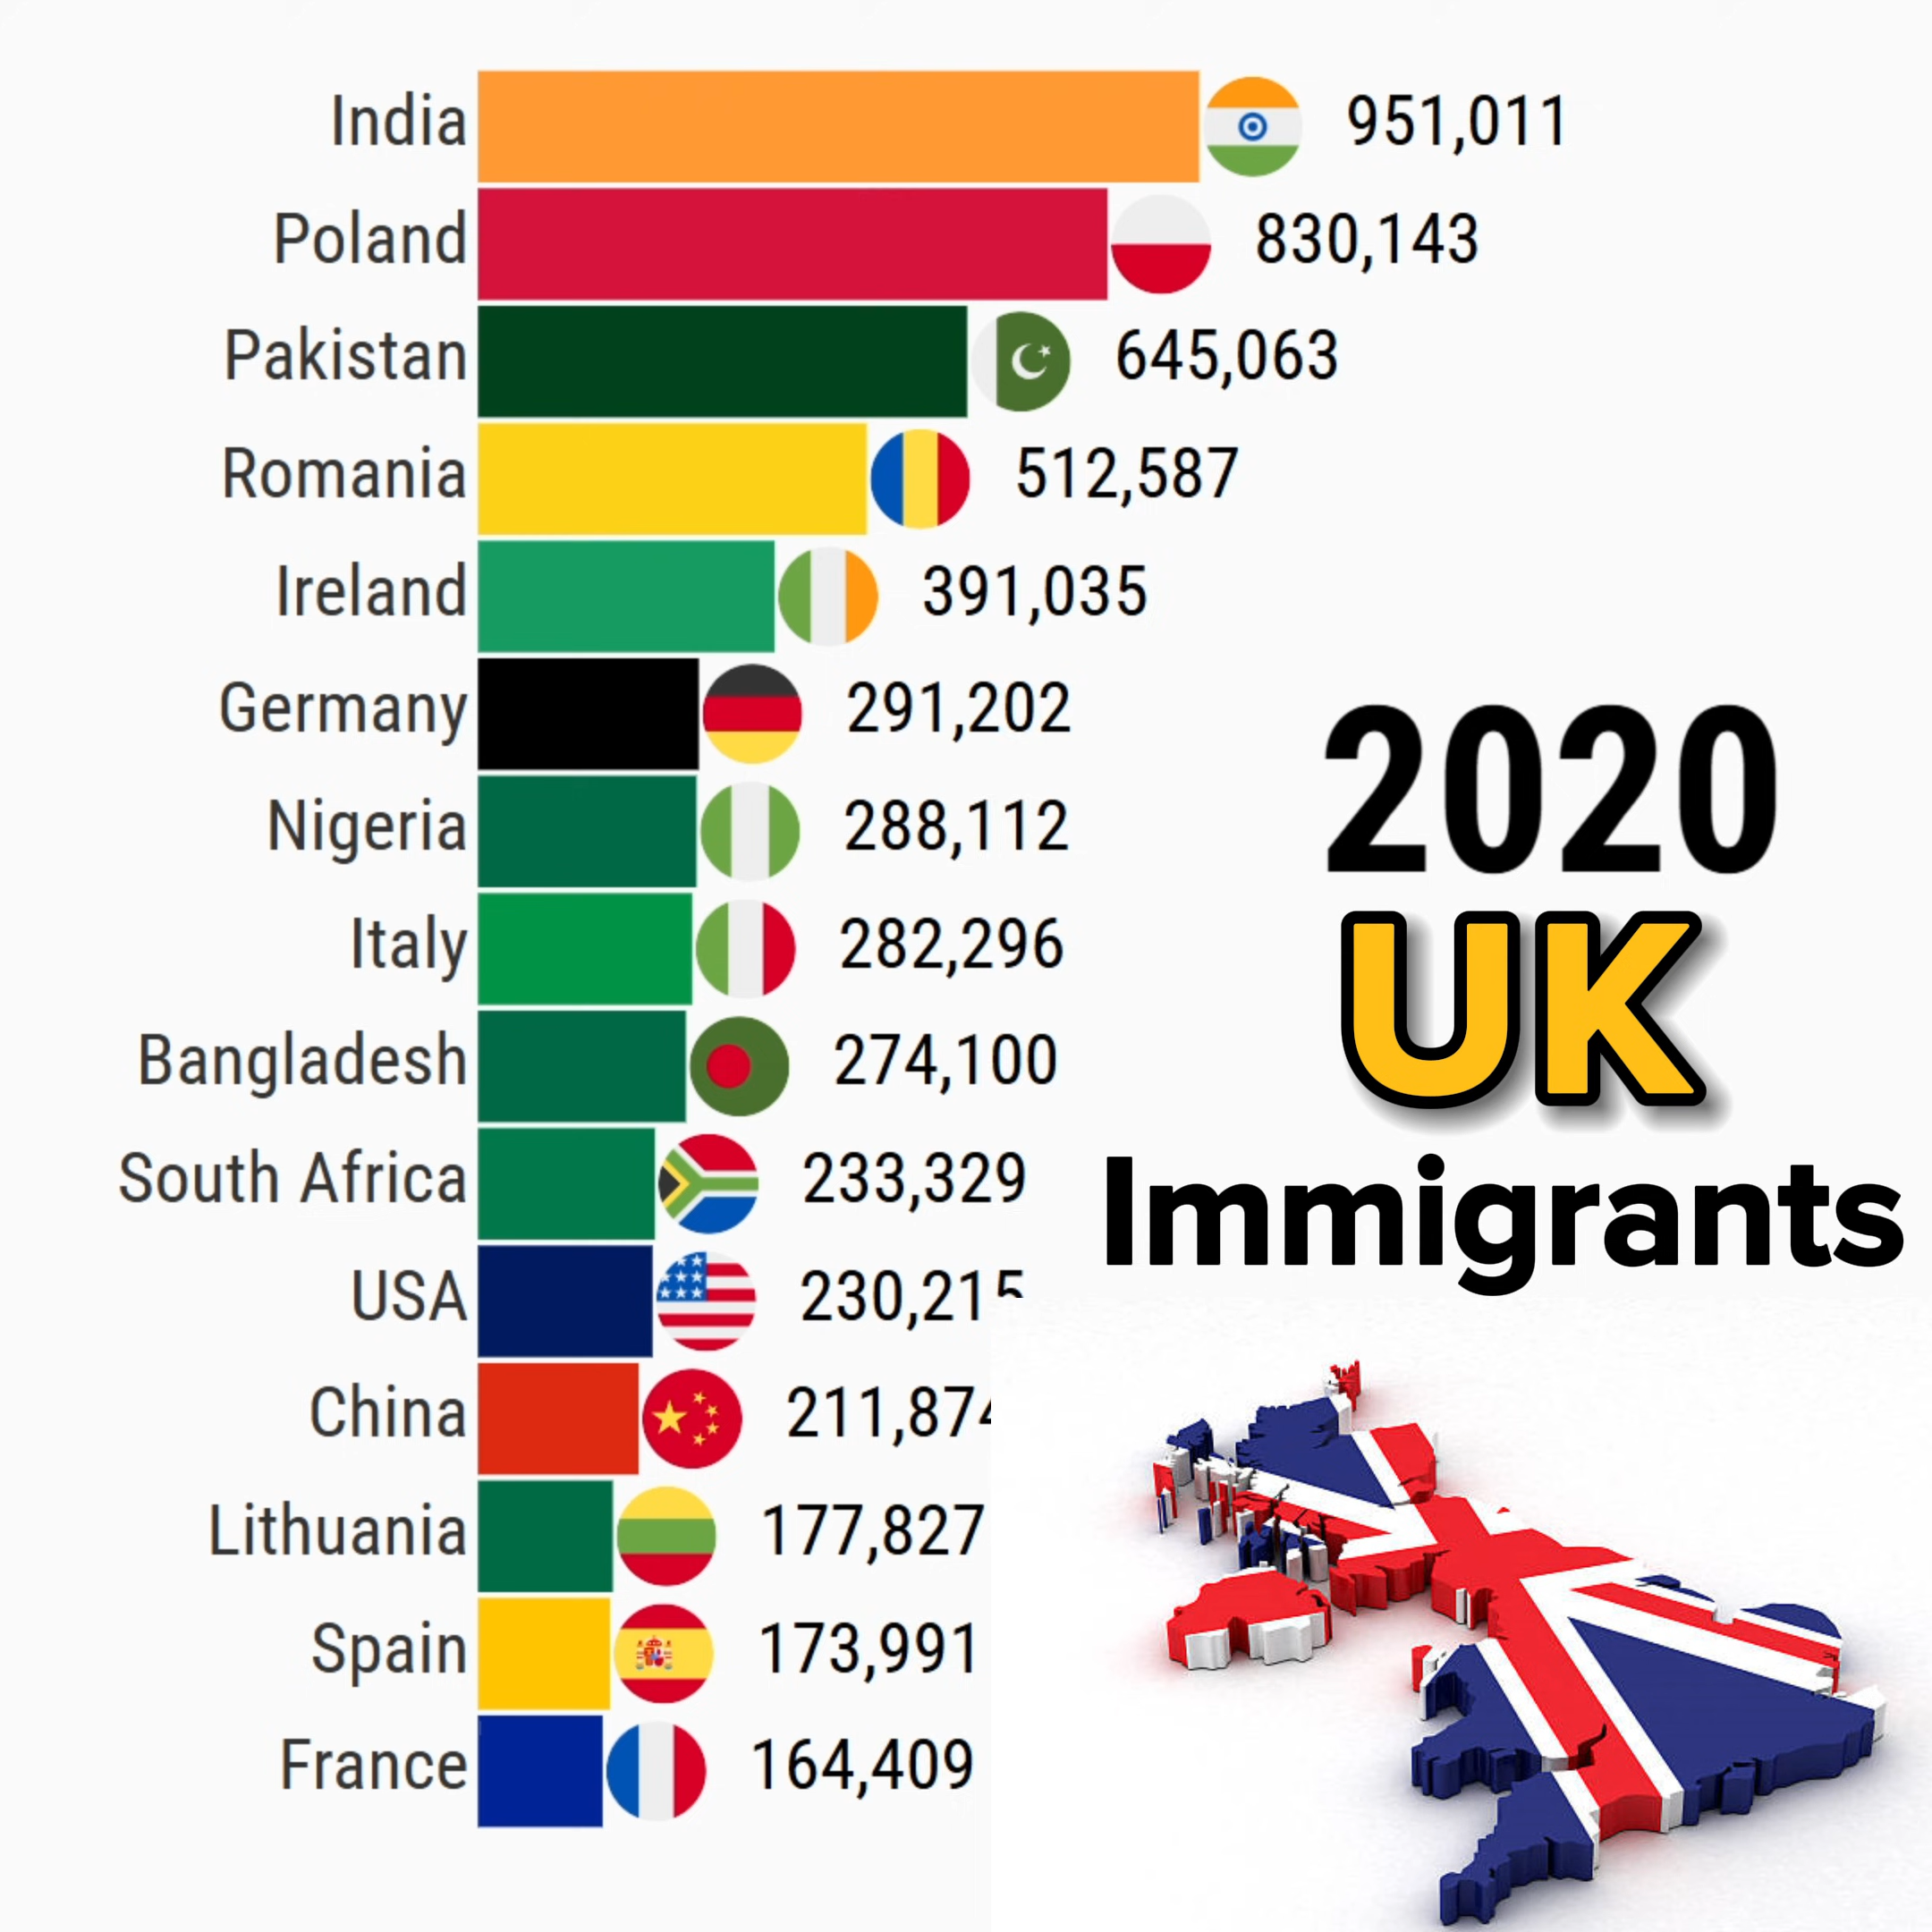 India 951,011
Poland 830,143
Pakistan 645,063
Romania 512,587
Ireland 391,035
Germany 291,202
Nigeria 288,112
Italy 282,296
Bangladesh 274,100
South Africa 233,329
USA 230,215
China 211,874
Lithuania 177,827
Spain 173,991
France 164,409
2020
UK
Immigrants